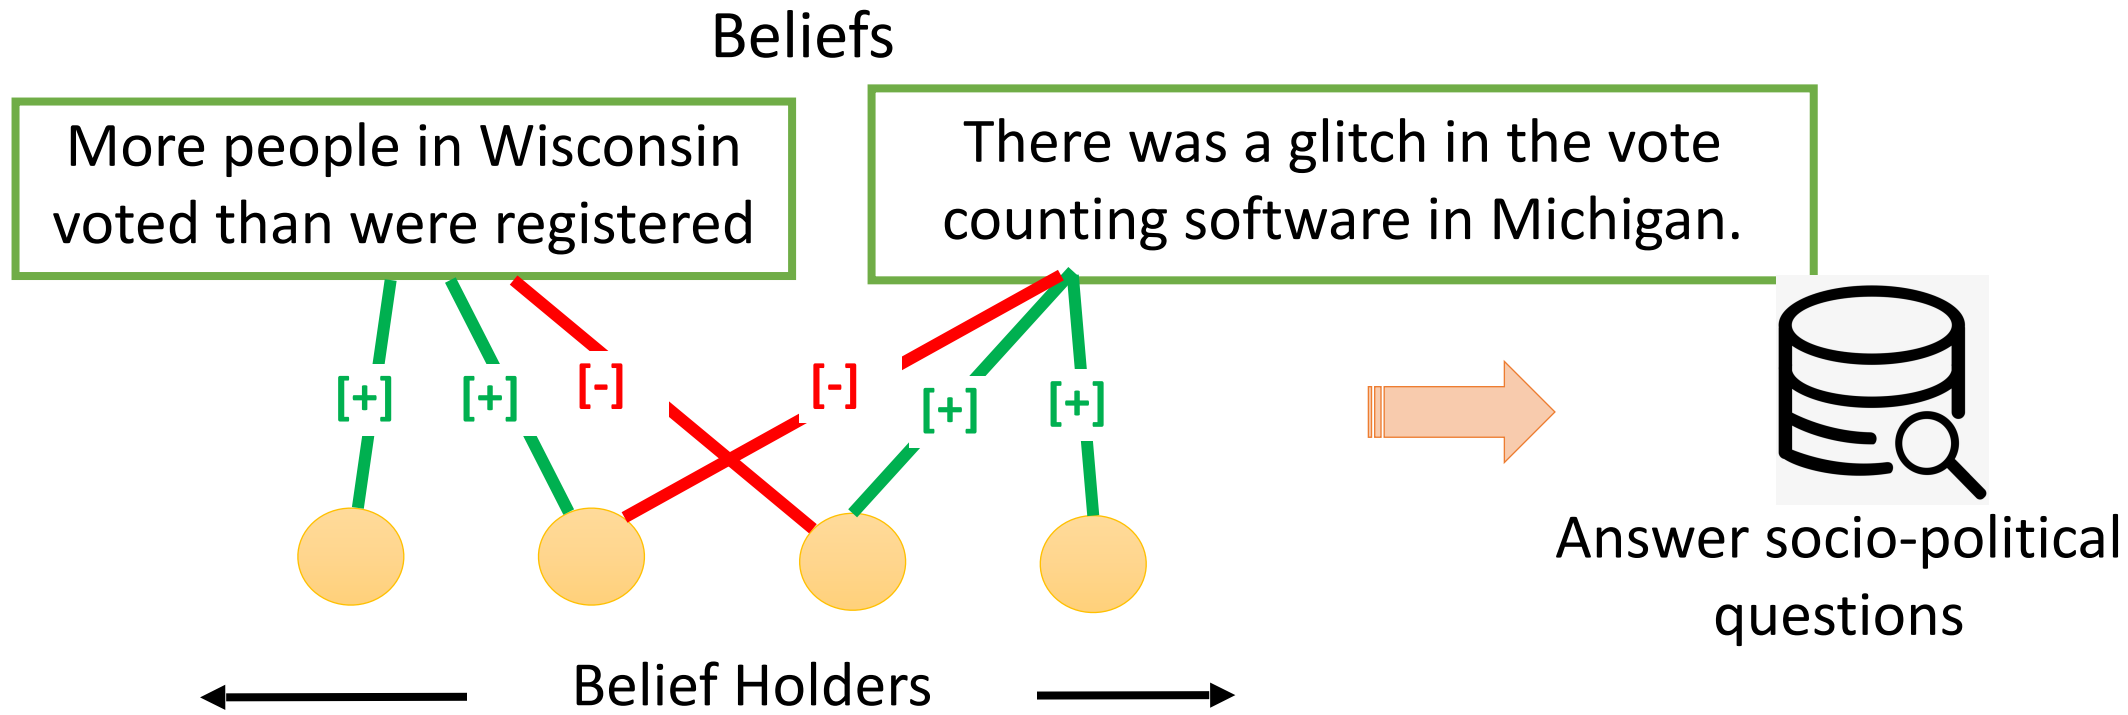 Beliefs
More people in Wisconsin
voted than were registered
There was a glitch in the vote
counting software in Michigan.
[+] [+] [-] [-] [+] [+]
Answer socio-political
questions
Belief Holders